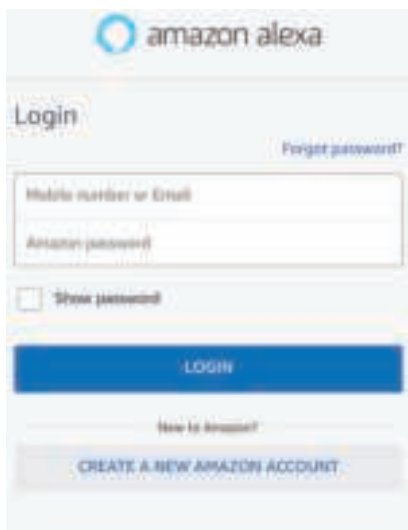 amazon alexa
Login
Forgot password?
Mobile number or Email
Amazon password
Show password
LOGIN
New to Amazon?
CREATE A NEW AMAZON ACCOUNT